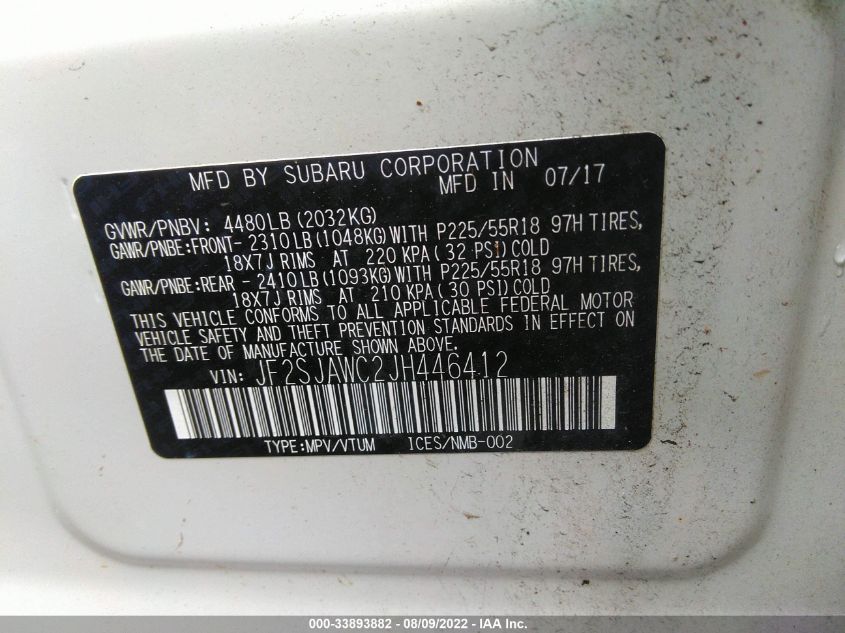 MFD BY SUBARU CORPORATION
MFD IN 07/17
GVWR/PNBV: 4480LB (2032KG)
GAWR/PNBE:FRONT- 2310LB (1048KG) WITH P225/55R18 97H TIRES,
18X7J RIMS AT 220 KPA (32 PSI) COLD
GAWR/PNBE:REAR - 2410LB (1093KG) WITH P225/55R18 97H TIRES,
18X7J RIMS AT 210 KPA (30 PSI) COLD
THIS VEHICLE CONFORMS TO ALL APPLICABLE FEDERAL MOTOR
VEHICLE SAFETY AND THEFT PREVENTION STANDARDS IN EFFECT ON
THE DATE OF MANUFACTURE SHOWN ABOVE.
VIN: JF2SJAWC2JH446412
TYPE:MPV/VTUM ICES/NMB-002
000-33893882 - 08/09/2022 - IAA Inc.